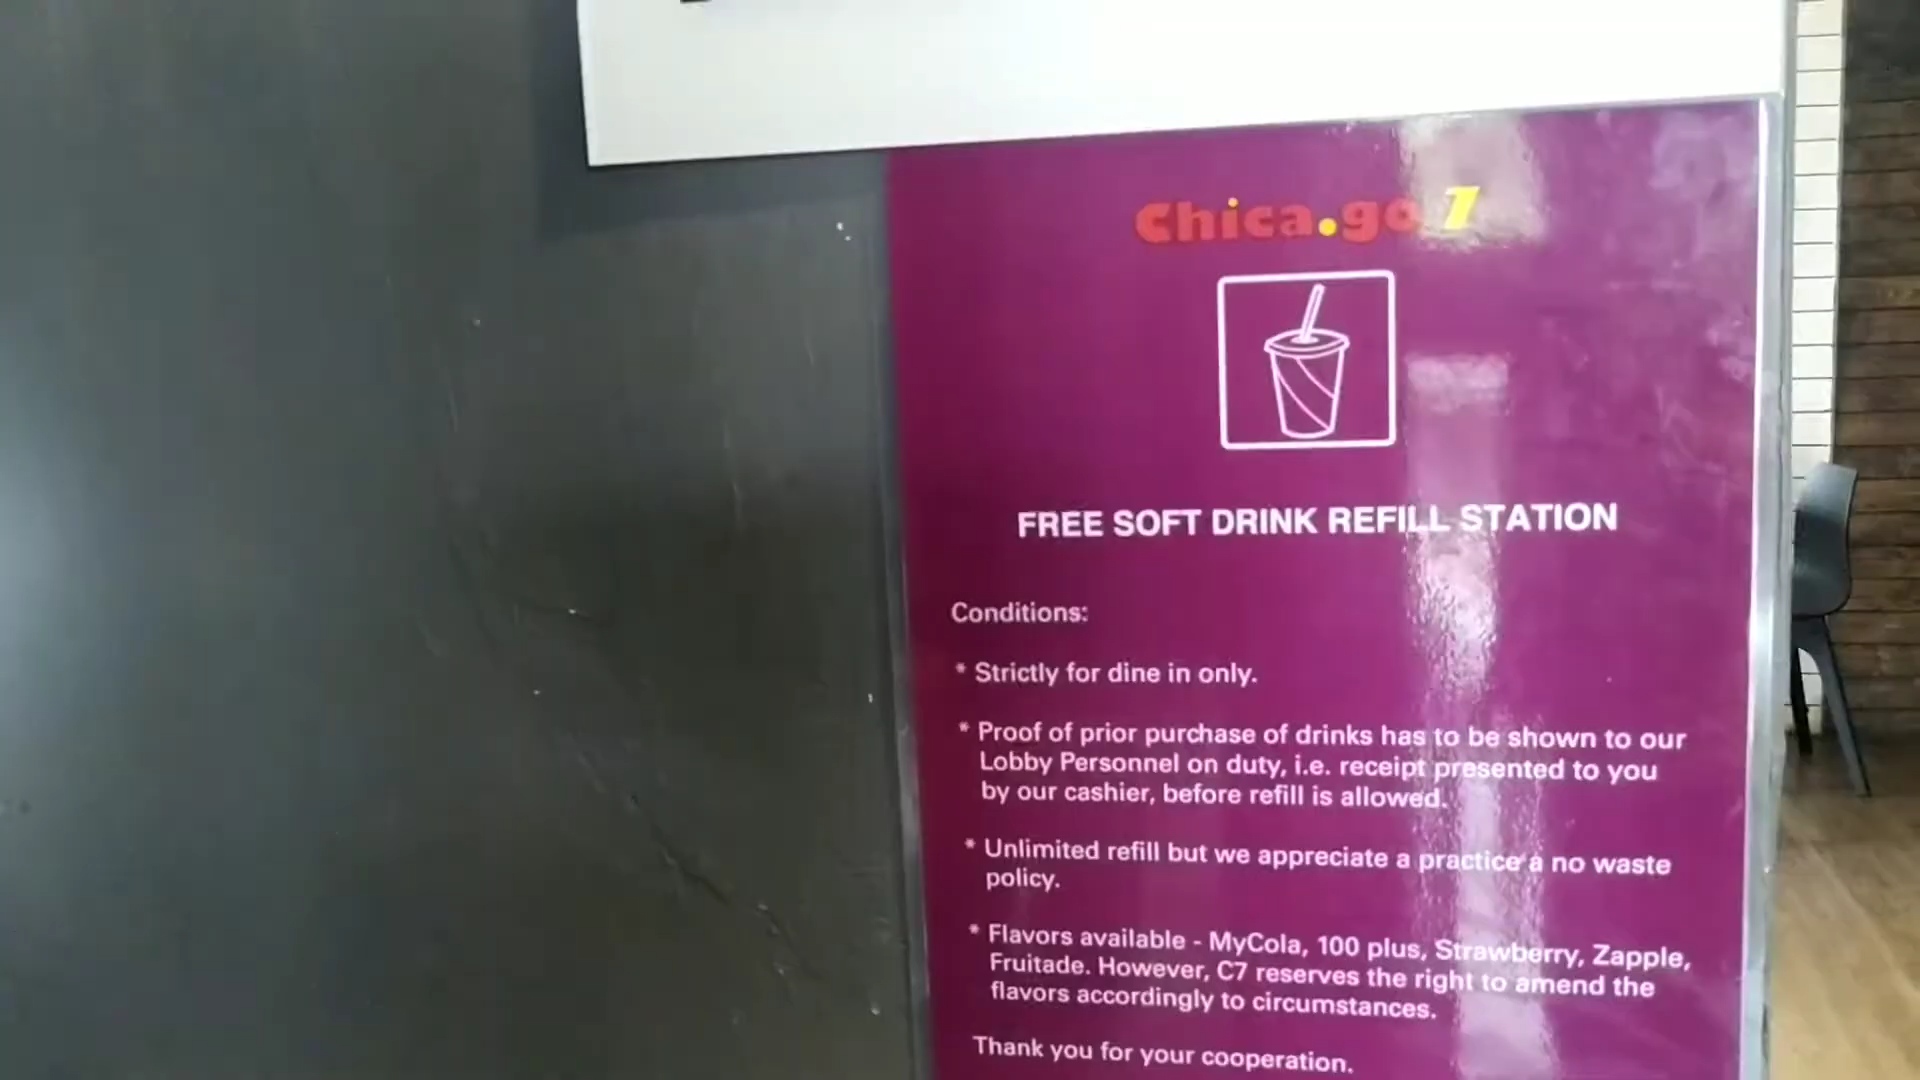 Chica.go 7
FREE SOFT DRINK REFILL STATION
Conditions:
* Strictly for dine in only.
* Proof of prior purchase of drinks has to be shown to our
Lobby Personnel on duty, i.e. receipt presented to you
by our cashier, before refill is allowed.
* Unlimited refill but we appreciate a practice a no waste
policy.
* Flavors available - MyCola, 100 plus, Strawberry, Zapple,
Fruitade. However, C7 reserves the right to amend the
flavors accordingly to circumstances.
Thank you for your cooperation.